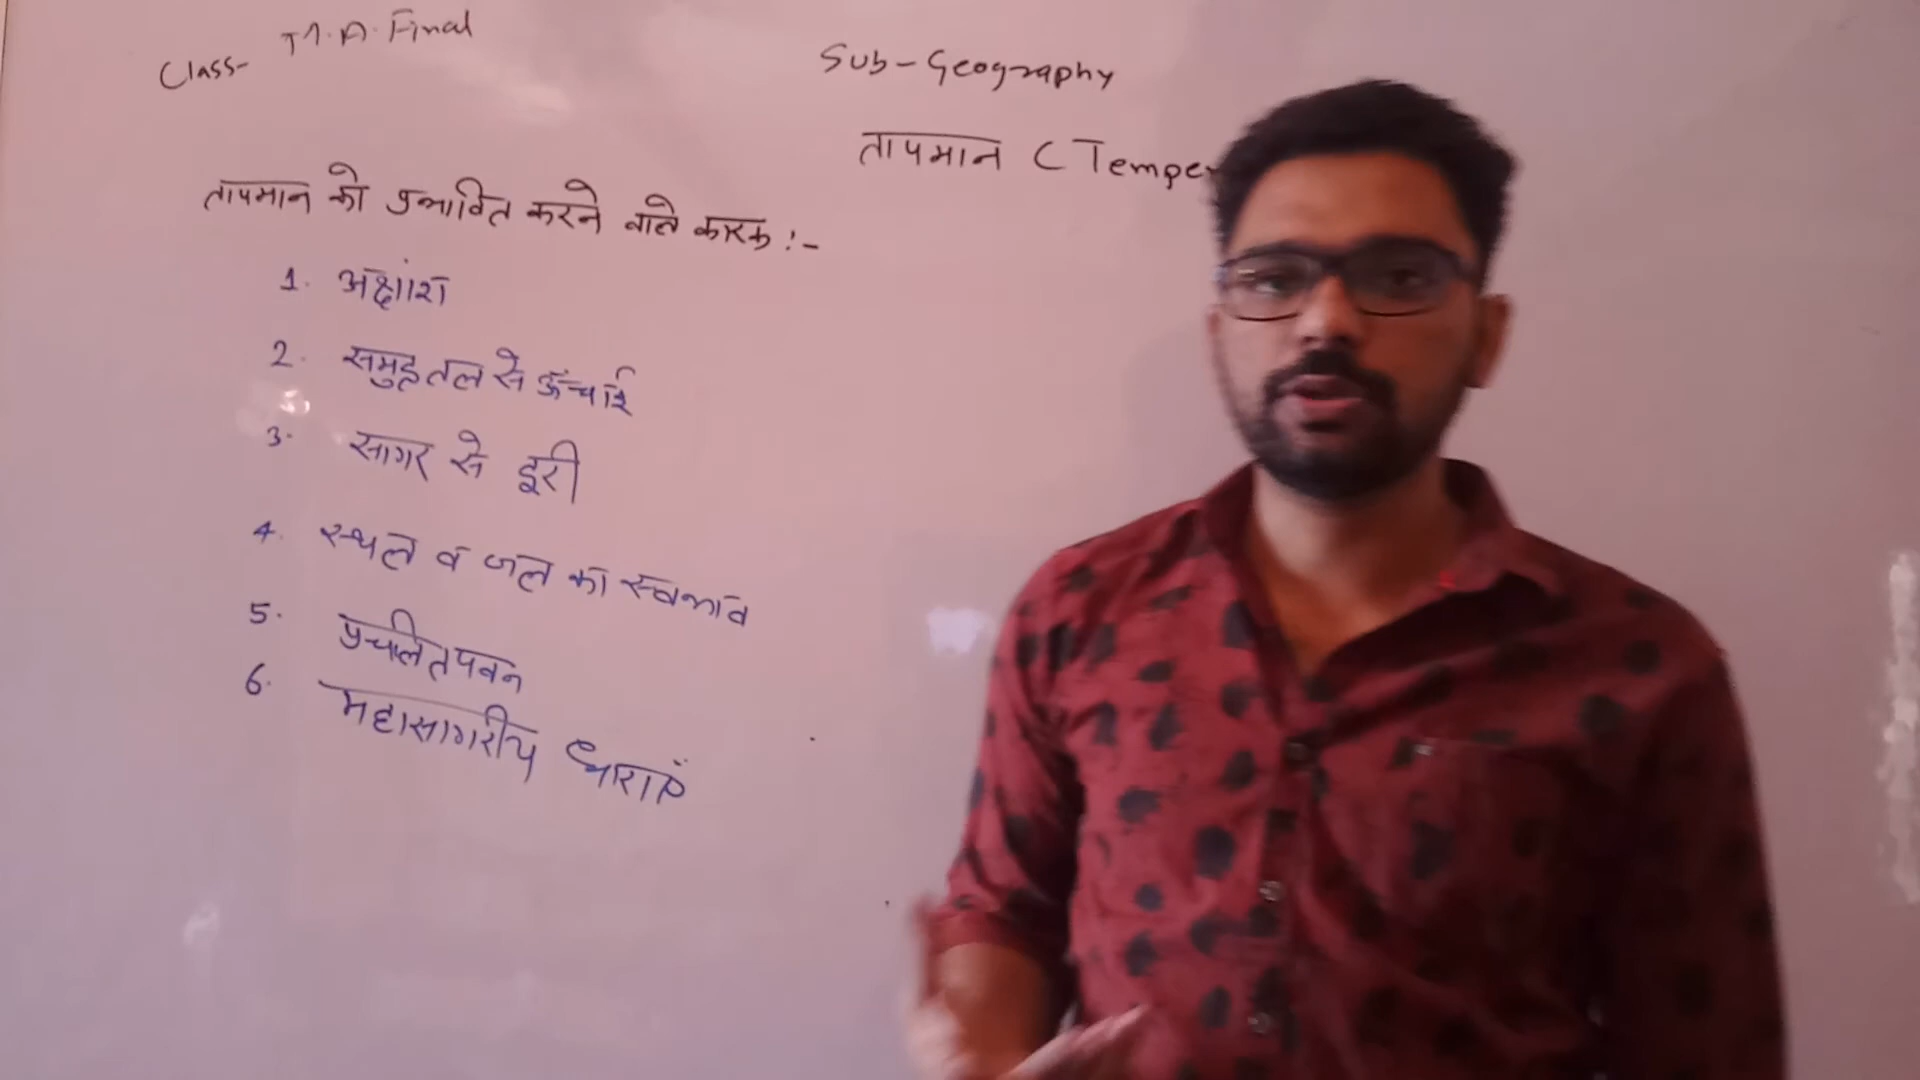 Class- M.A. Final
Sub-Geography
तापमान ( Temper
तापमान को प्रभावित करने वाले कारक :-
1. अक्षांश
2. समुद्रतल से ऊँचाई
3. सागर से दूरी
4. स्थल व जल का स्वभाव
5. प्रचलित पवन
6. महासागरीय धाराएं